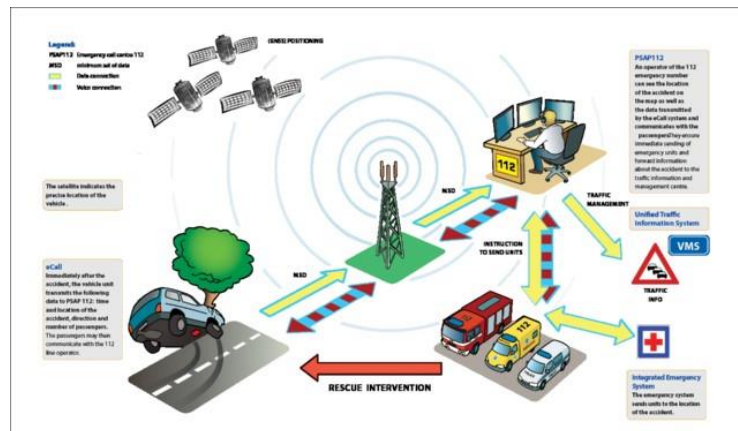 Legend:
PSAP112 Emergency call centre 112
MSD minimum set of data
Data connection
Voice connection
(GNSS) POSITIONING
The satellite indicates the
precise location of the
vehicle.
eCall
Immediately after the
accident, the vehicle unit
transmits the following
data to PSAP 112: time
and location of the
accident, direction and
number of passengers.
The passengers may then
communicate with the 112
line operator.
MSD
MSD
112
PSAP112
An operator of the 112
emergency number
can see the location
of the accident on
the map as well as
the data transmitted
by the eCall system and
communicates with the
passengers They ensure
immediate sending of
emergency units and
forward information
about the accident to the
traffic information and
management centre.
TRAFFIC
MANAGEMENT
INSTRUCTION
TO SEND UNITS
Unified Traffic
Information System
VMS
TRAFFIC
INFO
112
RESCUE INTERVENTION
Integrated Emergency
System
The emergency system
sends units to the location
of the accident.